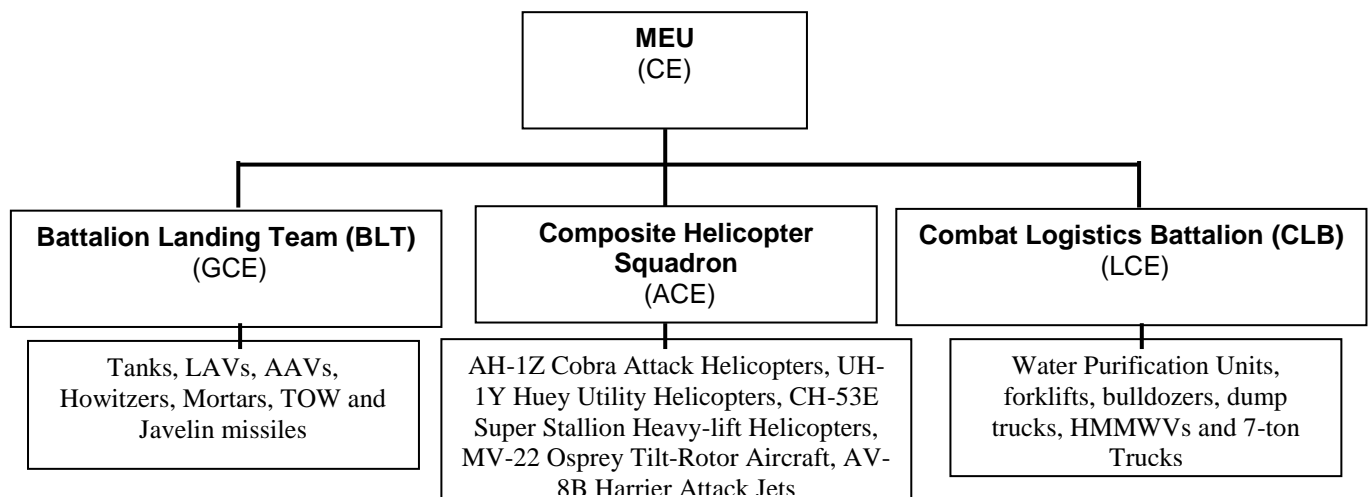 MEU
(CE)
Battalion Landing Team (BLT)
(GCE)
Composite Helicopter
Squadron
(ACE)
Combat Logistics Battalion (CLB)
(LCE)
Tanks, LAVs, AAVs,
Howitzers, Mortars, TOW and
Javelin missiles
AH-1Z Cobra Attack Helicopters, UH-
1Y Huey Utility Helicopters, CH-53E
Super Stallion Heavy-lift Helicopters,
MV-22 Osprey Tilt-Rotor Aircraft, AV-
8B Harrier Attack Jets
Water Purification Units,
forklifts, bulldozers, dump
trucks, HMMWVs and 7-ton
Trucks